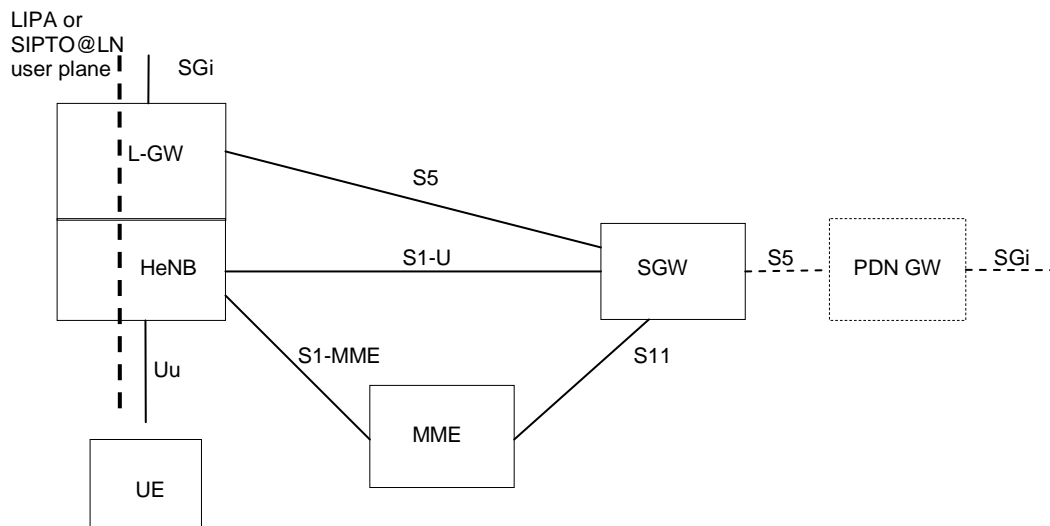 LIPA or
SIPTO@LN
user plane
SGi
L-GW
S5
HeNB
S1-U
SGW
S5
PDN GW
SGi
Uu
S1-MME
S11
MME
UE